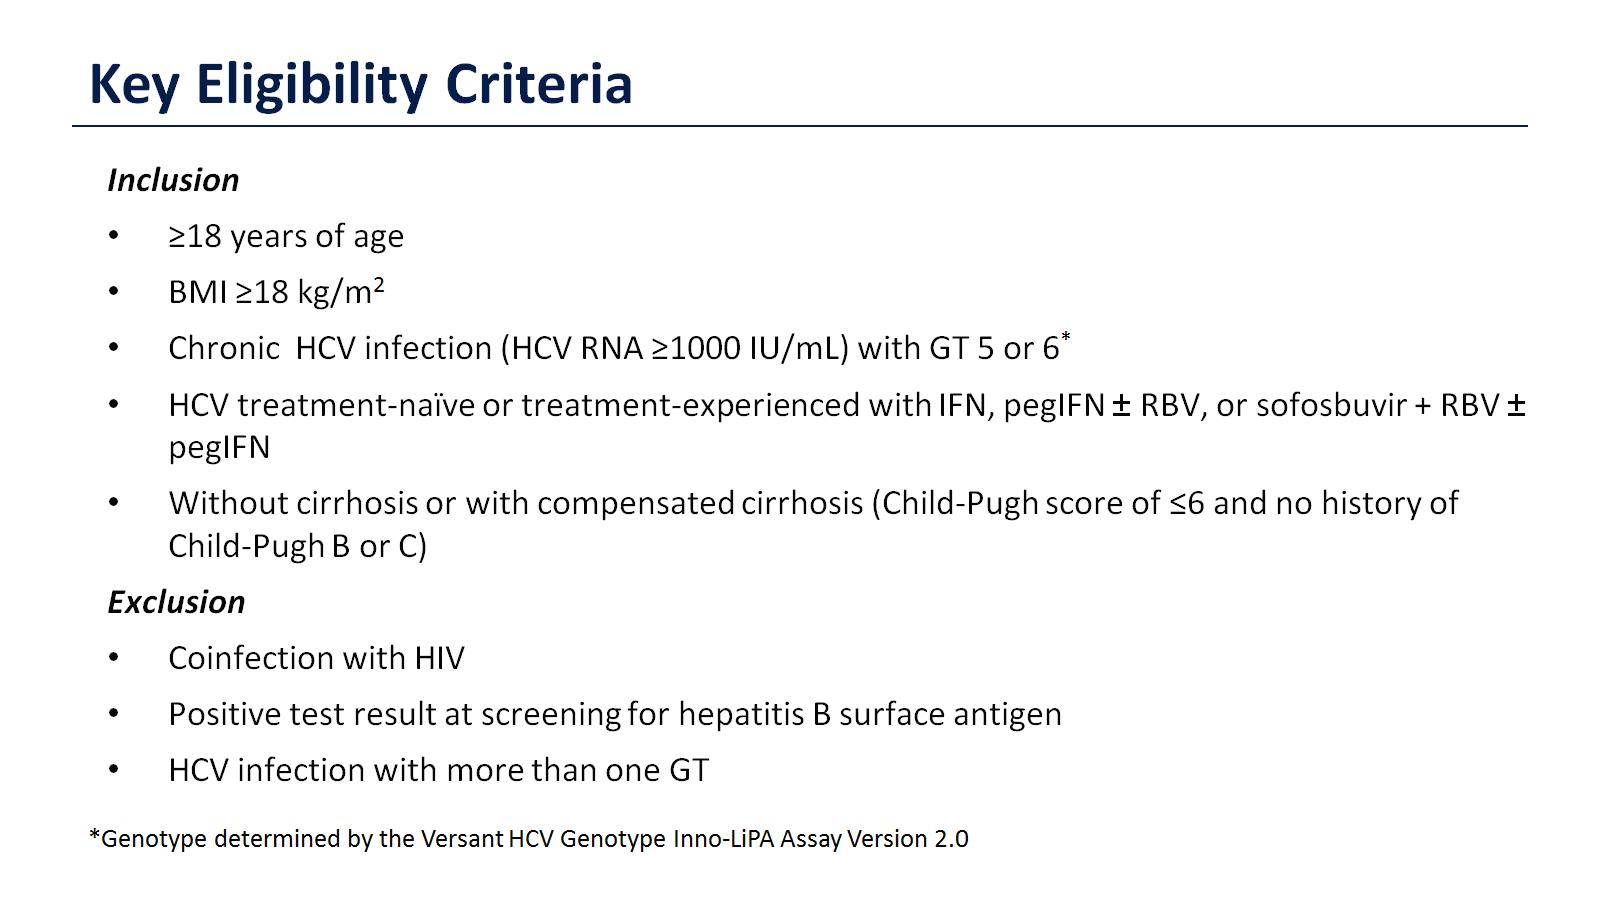 Key Eligibility Criteria
Inclusion
• ≥18 years of age
• BMI ≥18 kg/m²
• Chronic HCV infection (HCV RNA ≥1000 IU/mL) with GT 5 or 6*
• HCV treatment-naïve or treatment-experienced with IFN, pegIFN ± RBV, or sofosbuvir + RBV ±
pegIFN
• Without cirrhosis or with compensated cirrhosis (Child-Pugh score of ≤6 and no history of
Child-Pugh B or C)
Exclusion
• Coinfection with HIV
• Positive test result at screening for hepatitis B surface antigen
• HCV infection with more than one GT
*Genotype determined by the Versant HCV Genotype Inno-LiPA Assay Version 2.0